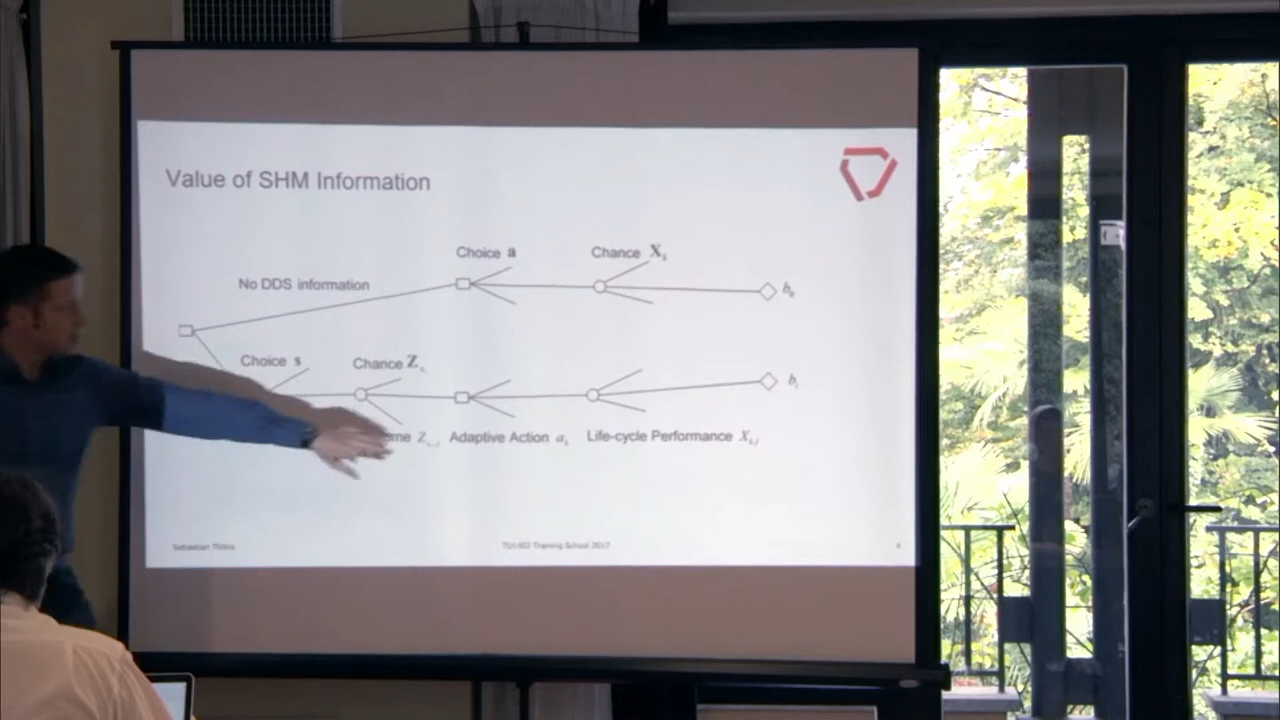 Value of SHM Information
Choice a
Chance X
No DDS information
b
Choice s
Chance Z
b
Adaptive Action a Life-cycle Performance X
TU1402 Training School 2017